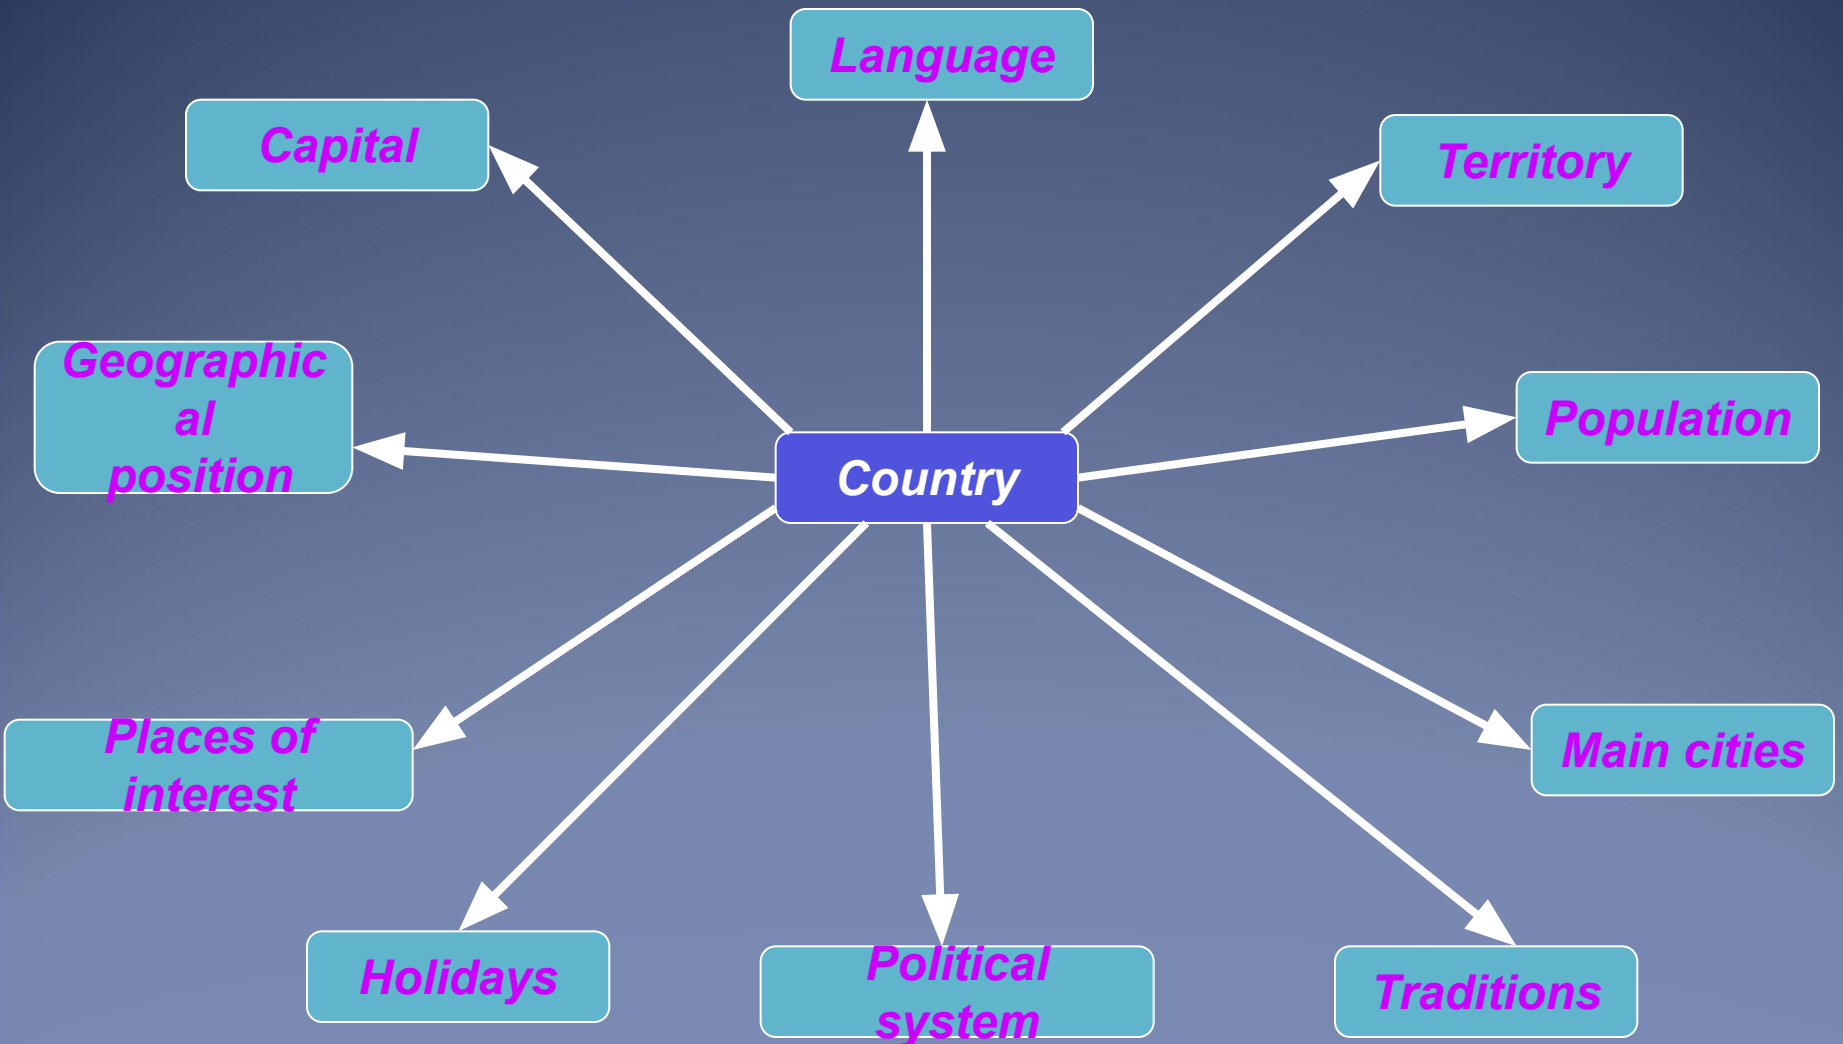 Language
Capital
Territory
Geographic
al
position
Population
Country
Places of
interest
Main cities
Holidays
Political
system
Traditions